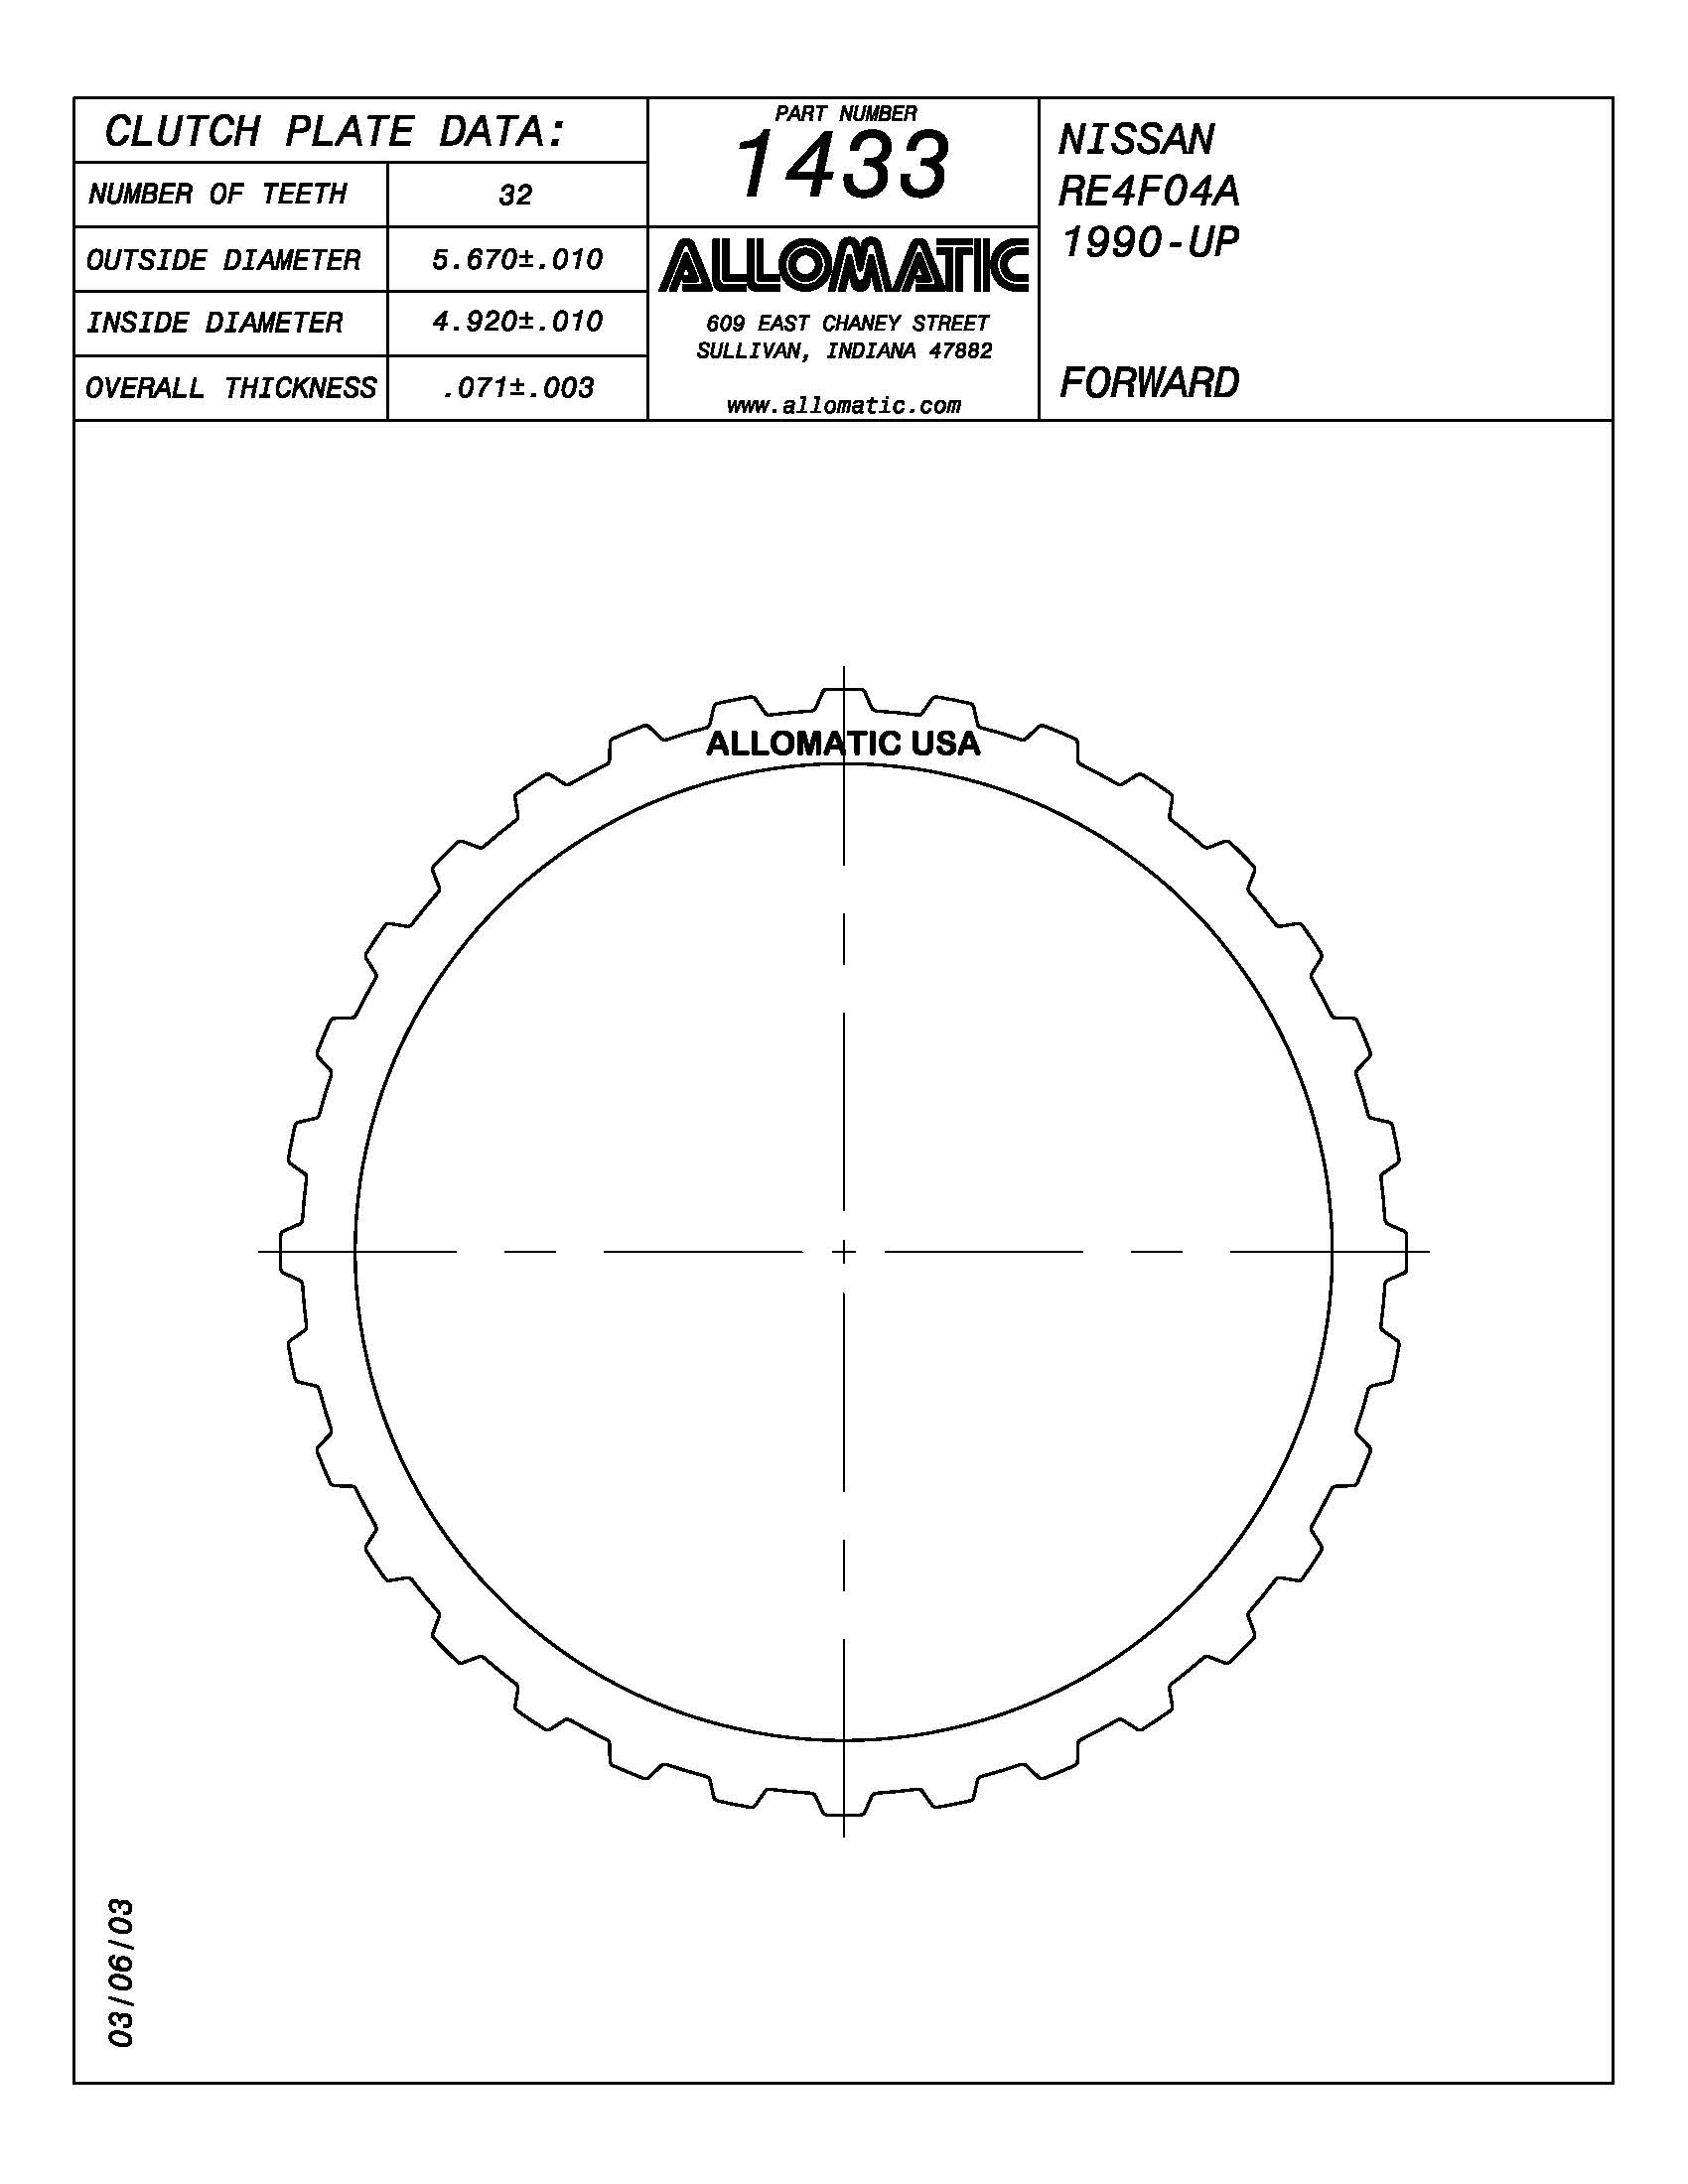 CLUTCH PLATE DATA:
NUMBER OF TEETH 32
OUTSIDE DIAMETER 5.670±.010
INSIDE DIAMETER 4.920±.010
OVERALL THICKNESS .071±.003
PART NUMBER
1433
ALLOMATIC
609 EAST CHANEY STREET
SULLIVAN, INDIANA 47882
www.allomatic.com
NISSAN
RE4F04A
1990-UP
FORWARD
ALLOMATIC USA
03/06/03